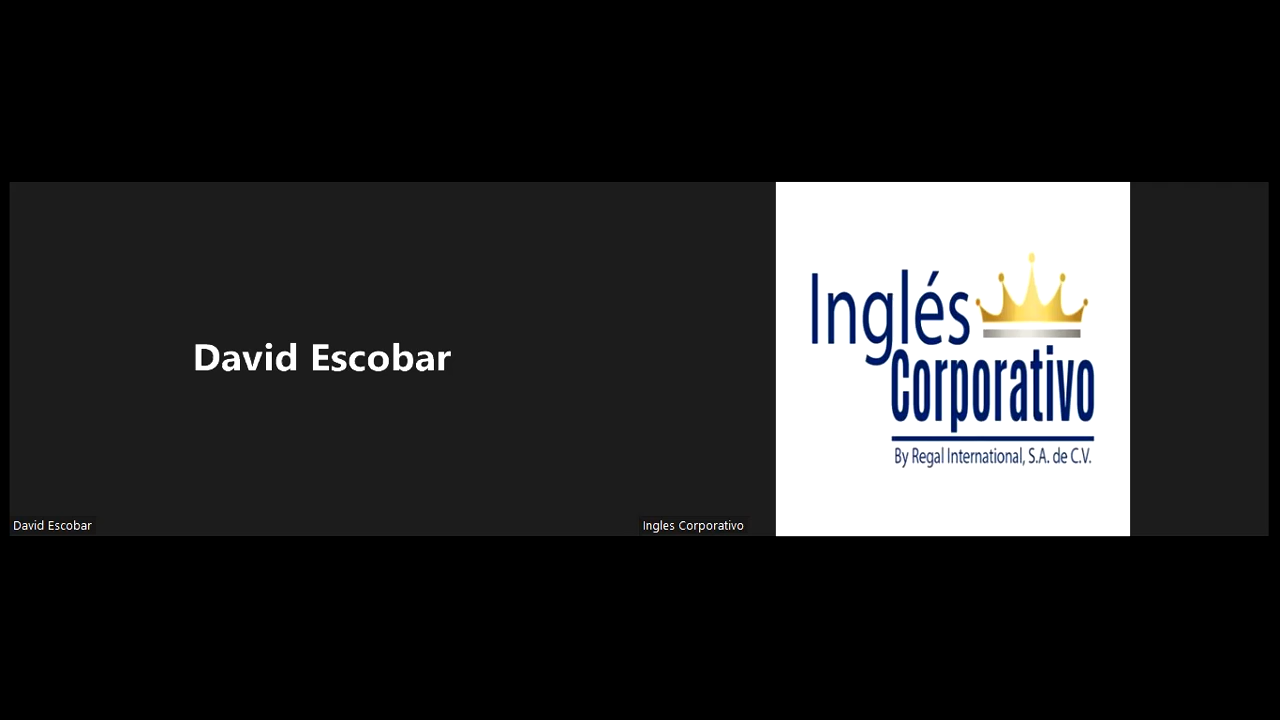 David Escobar
David Escobar
Ingles Corporativo
Inglés
Corporativo
By Regal International, S.A. de C.V.